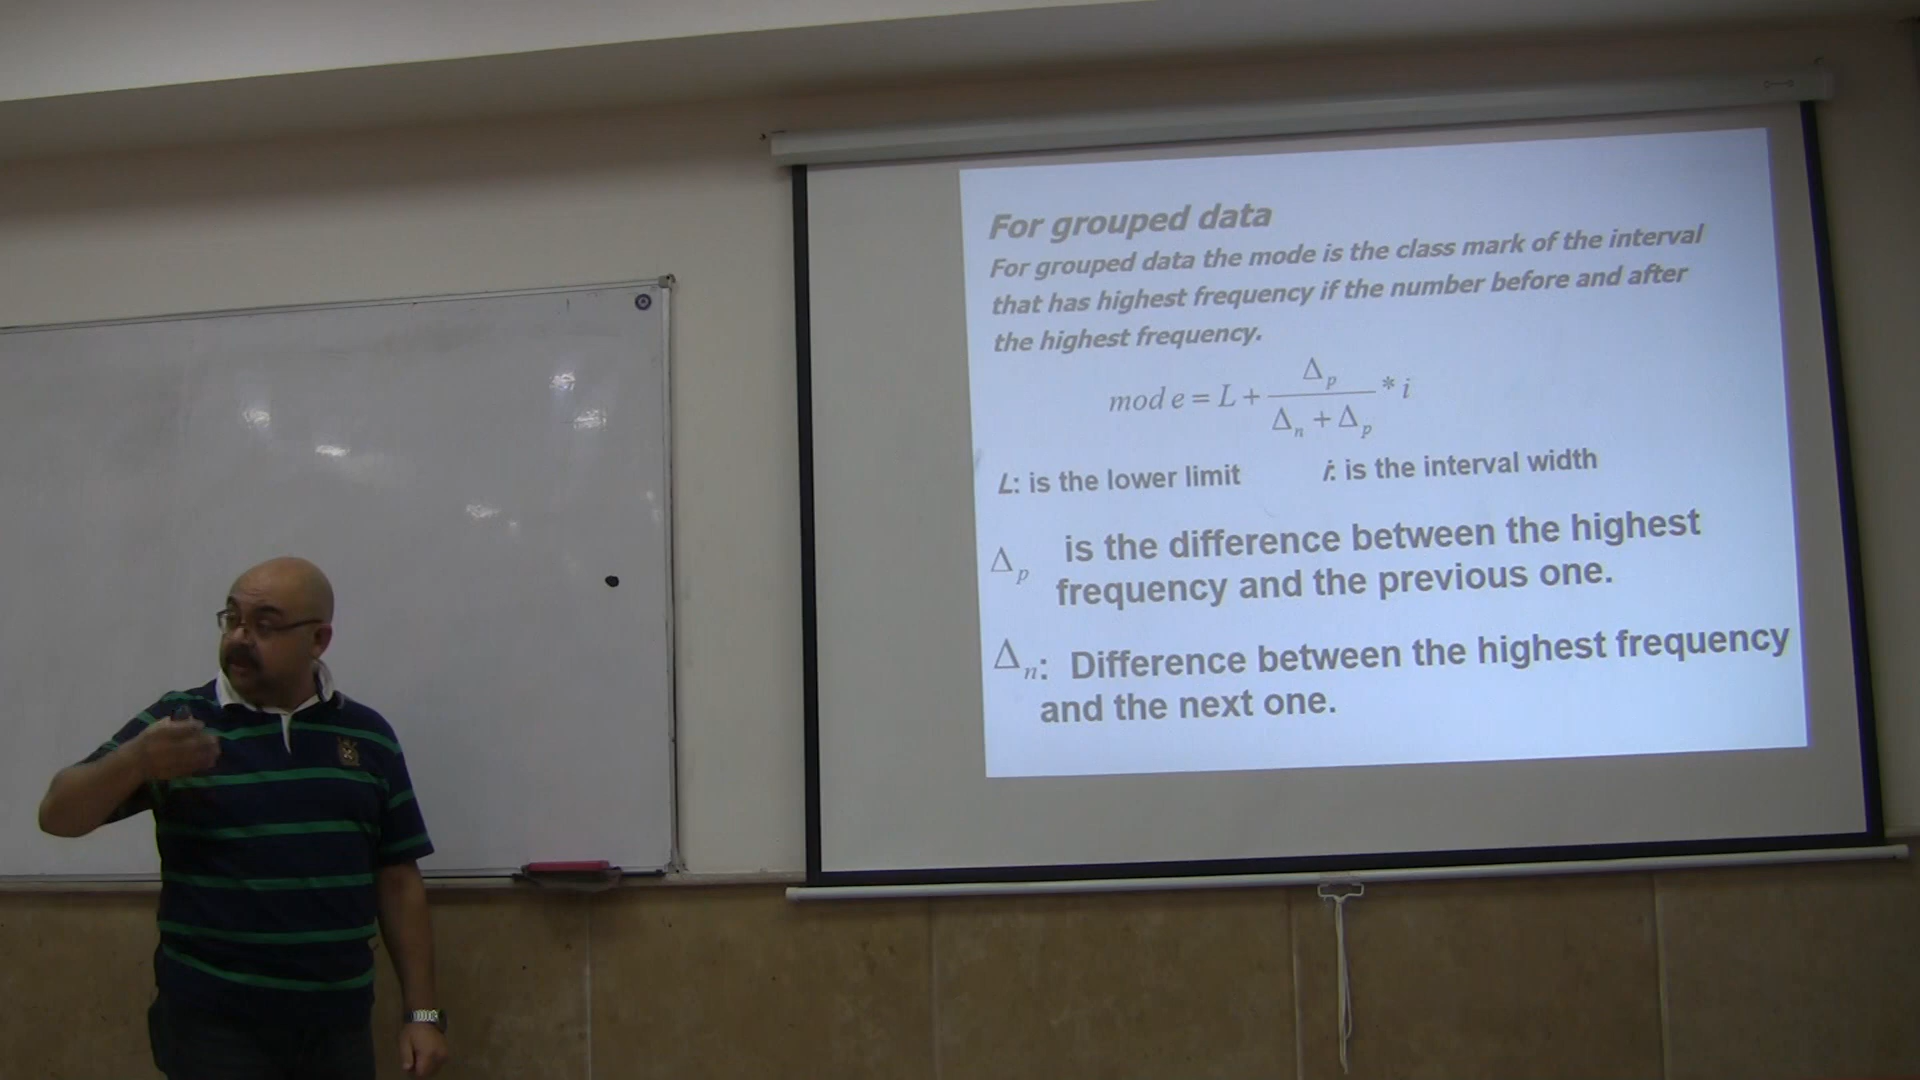 For grouped data
For grouped data the mode is the class mark of the interval
that has highest frequency if the number before and after
the highest frequency.
mod e = L + Δp / (Δn + Δp) * i
L: is the lower limit i: is the interval width
Δp is the difference between the highest
frequency and the previous one.
Δn: Difference between the highest frequency
and the next one.